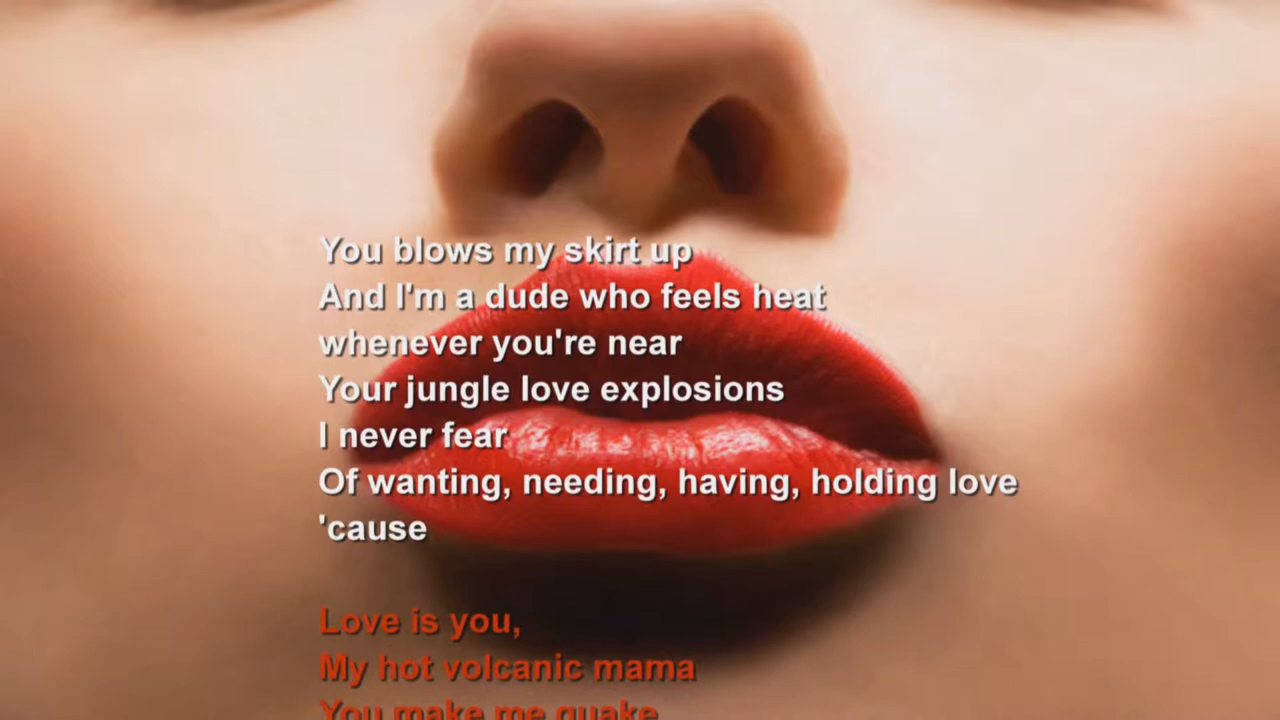 You blows my skirt up
And I'm a dude who feels heat
whenever you're near
Your jungle love explosions
I never fear
Of wanting, needing, having, holding love
'cause
Love is you,
My hot volcanic mama
You make me quake